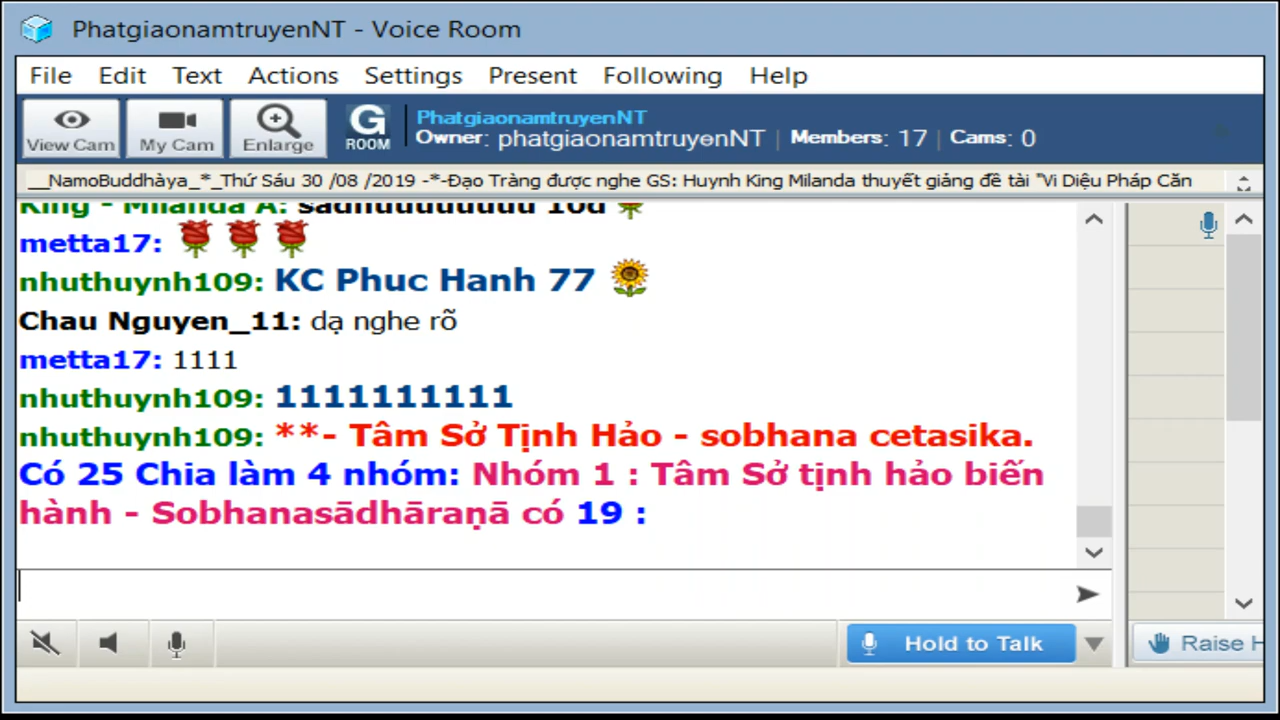 PhatgiaonamtruyenNT - Voice Room
File Edit Text Actions Settings Present Following Help
View Cam My Cam Enlarge G ROOM
PhatgiaonamtruyenNT
Owner: phatgiaonamtruyenNT | Members: 17 | Cams: 0
__NamoBuddhàya_*_Thứ Sáu 30 /08 /2019 -*-Đạo Tràng được nghe GS: Huynh King Milanda thuyết giảng đề tài "Vi Diệu Pháp Căn
King - Milanda A: sadhuuuuuuuu 10d
metta17:
nhuthuynh109: KC Phuc Hanh 77
Chau Nguyen_11: dạ nghe rõ
metta17: 1111
nhuthuynh109: 1111111111
nhuthuynh109: **- Tâm Sở Tịnh Hảo - sobhana cetasika.
Có 25 Chia làm 4 nhóm: Nhóm 1 : Tâm Sở tịnh hảo biến
hành - Sobhanasādhāraṇā có 19 :
Hold to Talk
Raise H